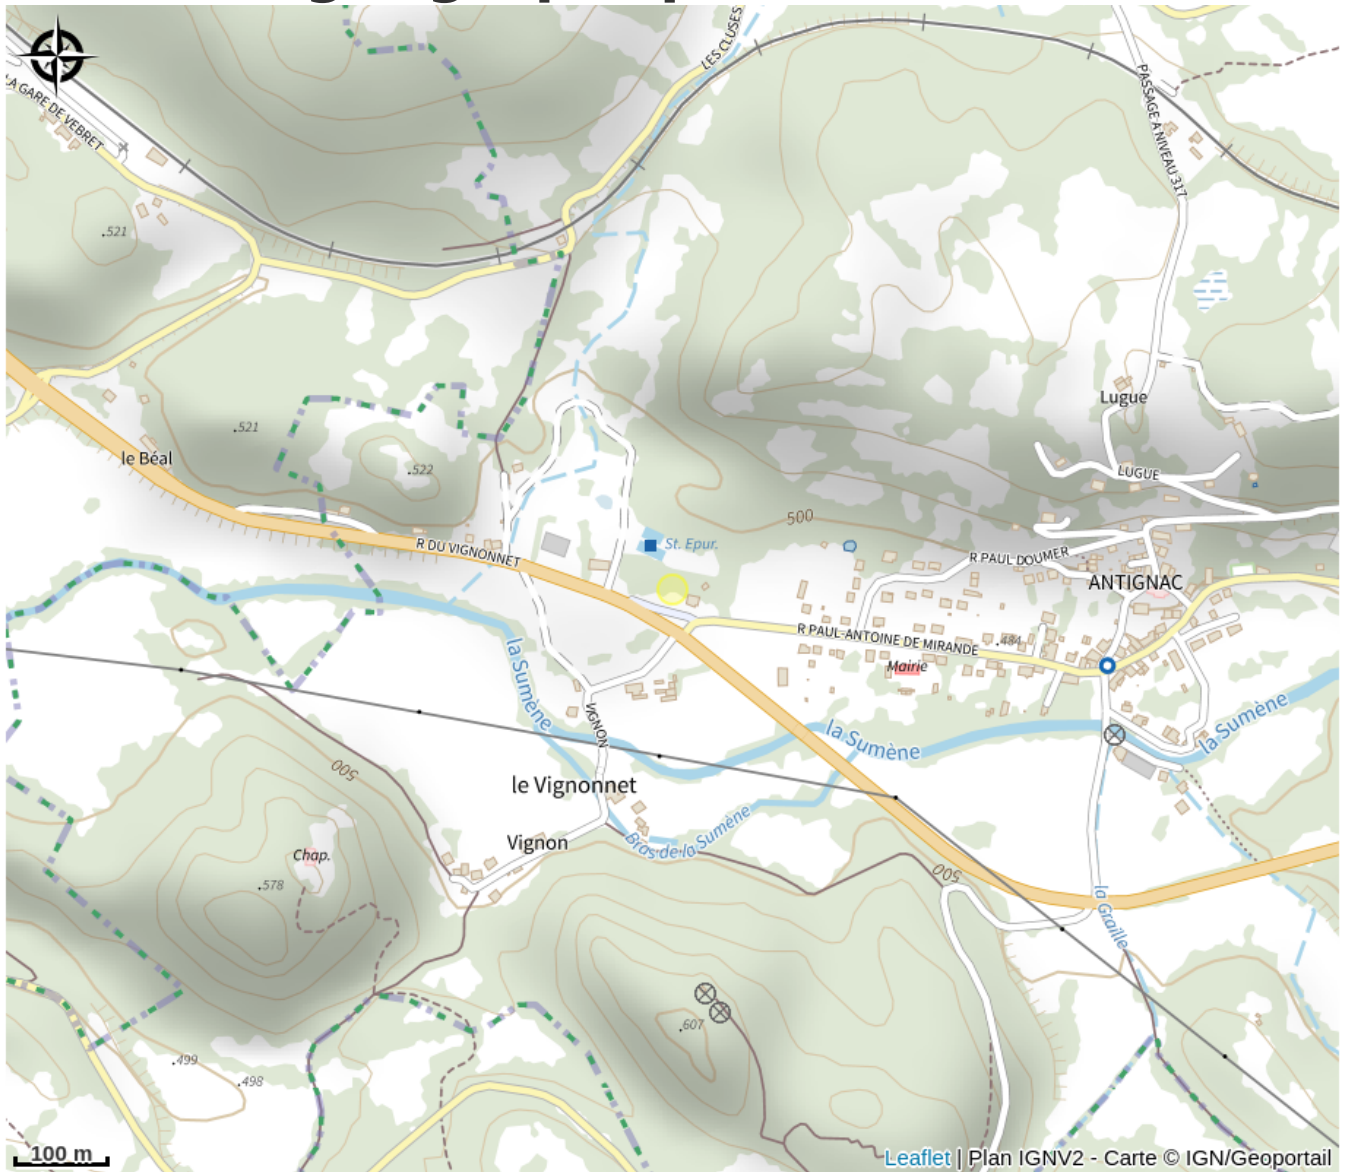 LES CLUSES
LA GARE DE VEBRET
PASSAGE A NIVEAU 317
.521
Lugue
.521
le Béal
.522
LUGUE
500
R DU VIGNONNET
St. Epur.
R PAUL DOUMER
ANTIGNAC
R PAUL-ANTOINE DE MIRANDE
.484
Mairie
la Sumène
VIGNON
la Sumène
la Sumène
500
le Vignonnet
Bras de la Sumène
Vignon
Chap.
.578
500
la Graille
.607
.499
.498
100 m
Leaflet | Plan IGNV2 - Carte © IGN/Geoportail